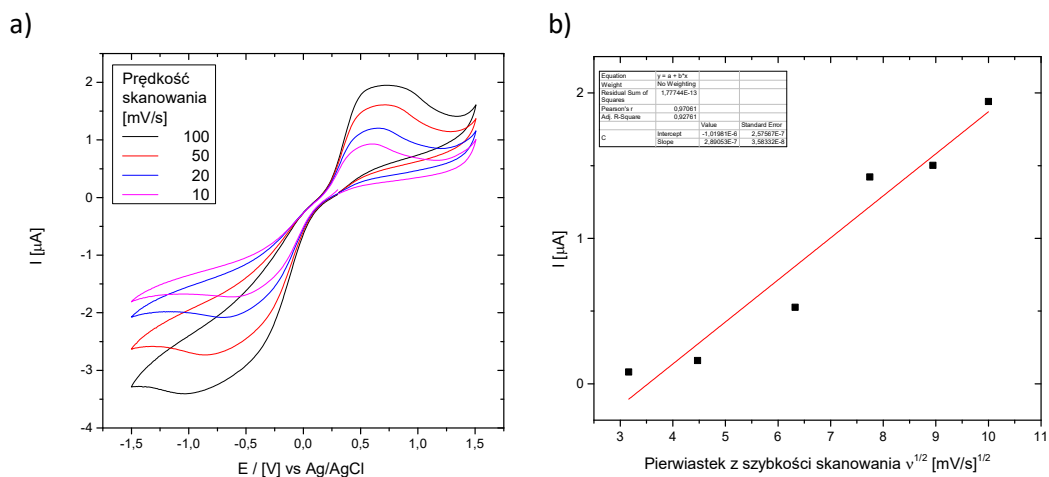 a)
Prędkość
skanowania
[mV/s]
100
50
20
10
2
1
0
-1
-2
-3
-4
I [µA]
-1,5 -1,0 -0,5 0,0 0,5 1,0 1,5
E / [V] vs Ag/AgCl
b)
Equation y = a + b*x
Weight No Weighting
Residual Sum of
Squares 1,77744E-13
Pearson's r 0,97061
Adj. R-Square 0,92761
Value Standard Error
C Intercept -1,01981E-6 2,57567E-7
Slope 2,89053E-7 3,58332E-8
2
1
0
I [µA]
3 4 5 6 7 8 9 10 11
Pierwiastek z szybkości skanowania ν^1/2 [mV/s]^1/2